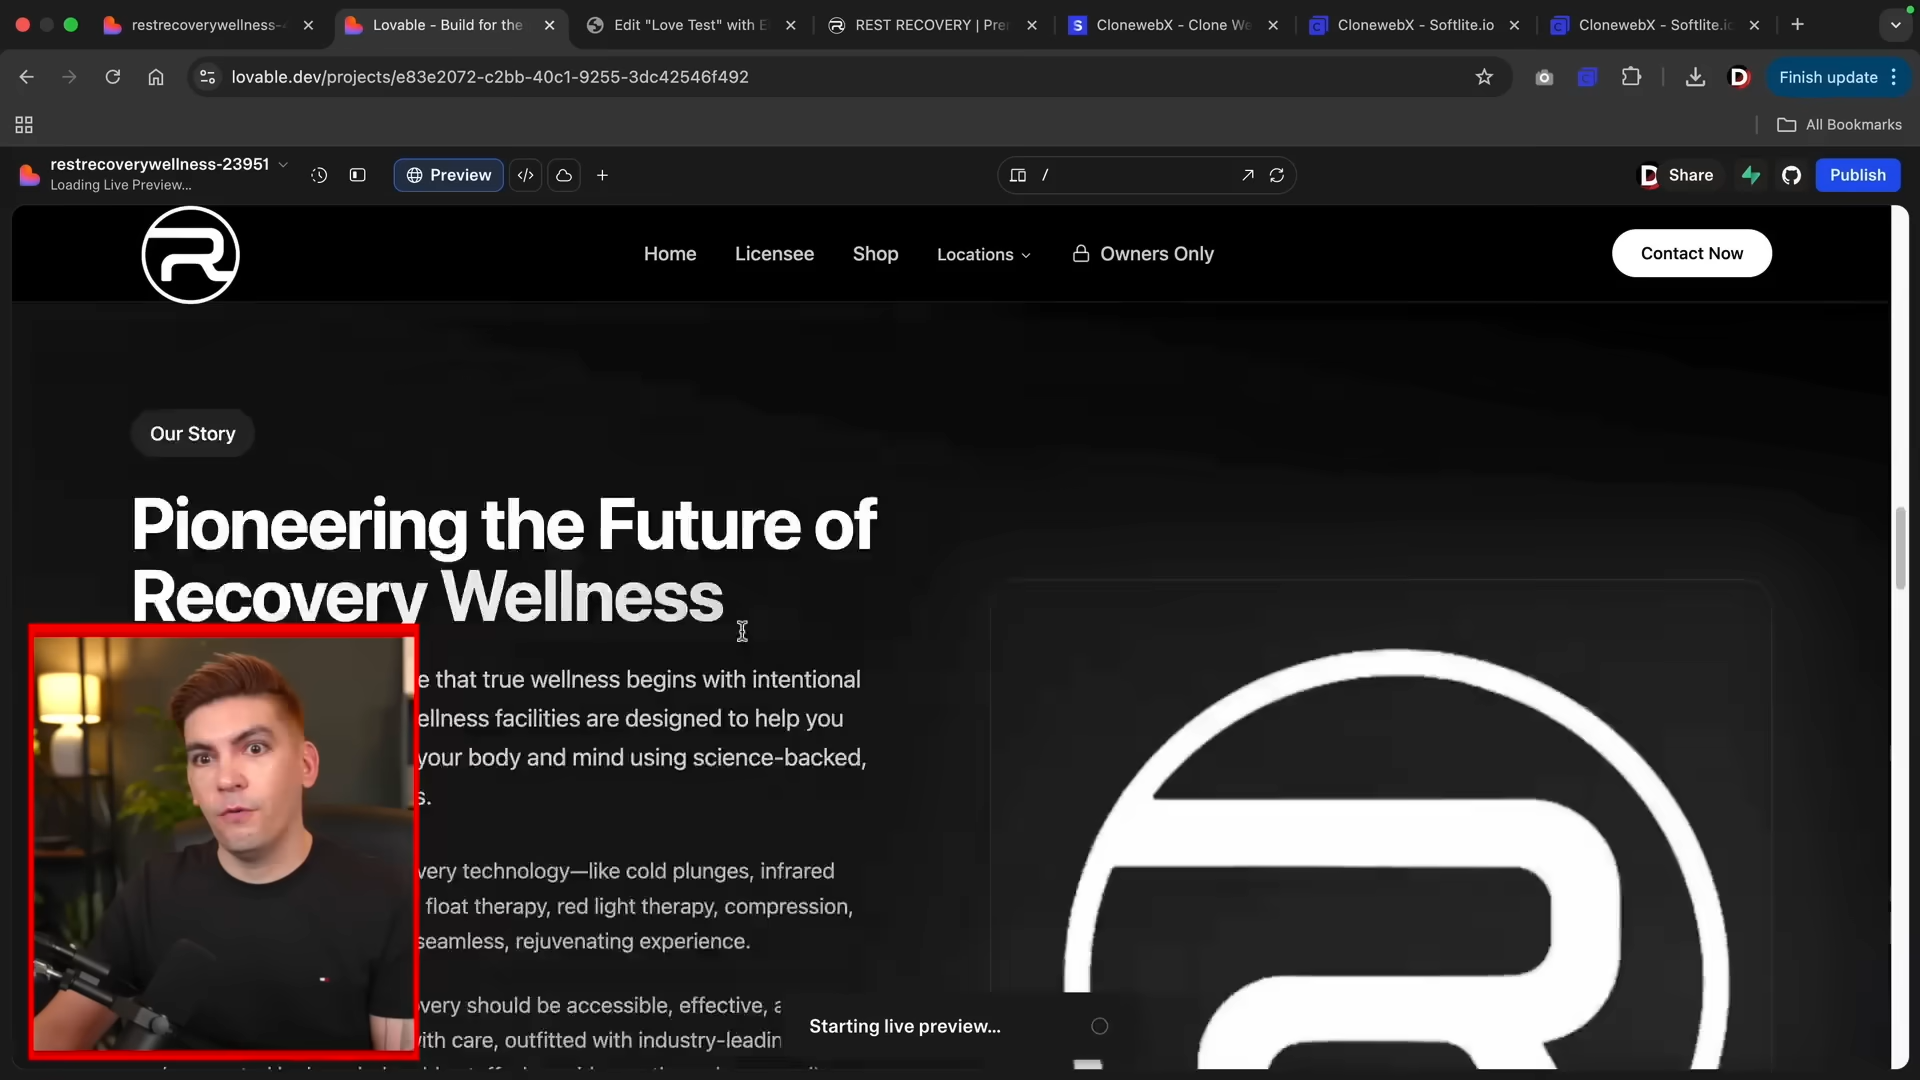 restrecoverywellness-
Lovable - Build for the
Edit "Love Test" with E
REST RECOVERY | Pre
ClonewebX - Clone We
ClonewebX - Softlite.io
ClonewebX - Softlite.io
lovable.dev/projects/e83e2072-c2bb-40c1-9255-3dc42546f492
Finish update
All Bookmarks
restrecoverywellness-23951
Loading Live Preview...
Preview
/
Share
Publish
Home
Licensee
Shop
Locations
Owners Only
Contact Now
Our Story
Pioneering the Future of
Recovery Wellness
e that true wellness begins with intentional
ellness facilities are designed to help you
your body and mind using science-backed,
s.
very technology—like cold plunges, infrared
float therapy, red light therapy, compression,
seamless, rejuvenating experience.
very should be accessible, effective, a
with care, outfitted with industry-leadin
Starting live preview...